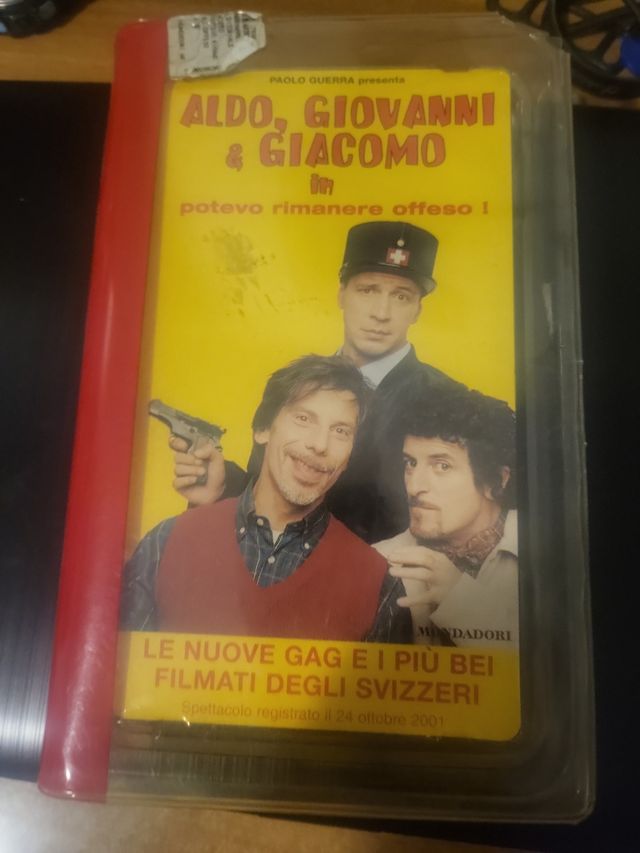 PAOLO GUERRA presenta
ALDO, GIOVANNI
& GIACOMO
in
potevo rimanere offeso !
MONDADORI
LE NUOVE GAG E I PIÙ BEI
FILMATI DEGLI SVIZZERI
Spettacolo registrato il 24 ottobre 2001